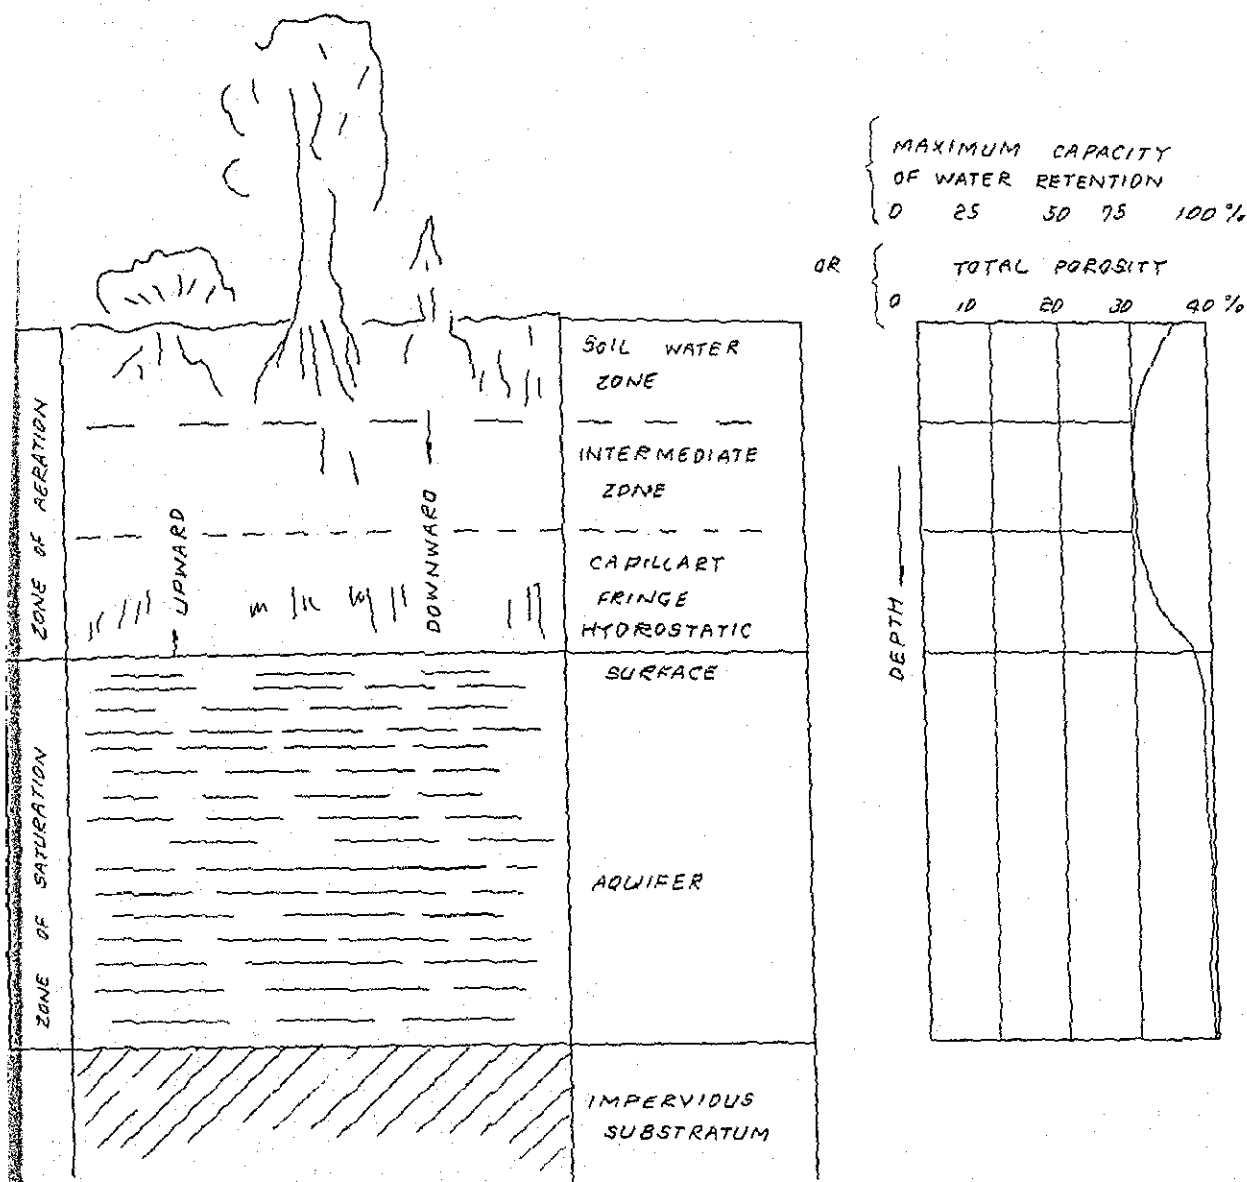 MAXIMUM CAPACITY
OF WATER RETENTION
0 25 50 75 100 %
OR
TOTAL POROSITY
0 10 20 30 40 %
ZONE OF AERATION
UPWARD
DOWNWARD
SOIL WATER
ZONE
INTERMEDIATE
ZONE
CAPILLART
FRINGE
HYDROSTATIC
SURFACE
DEPTH
ZONE OF SATURATION
AQUIFER
IMPERVIOUS
SUBSTRATUM